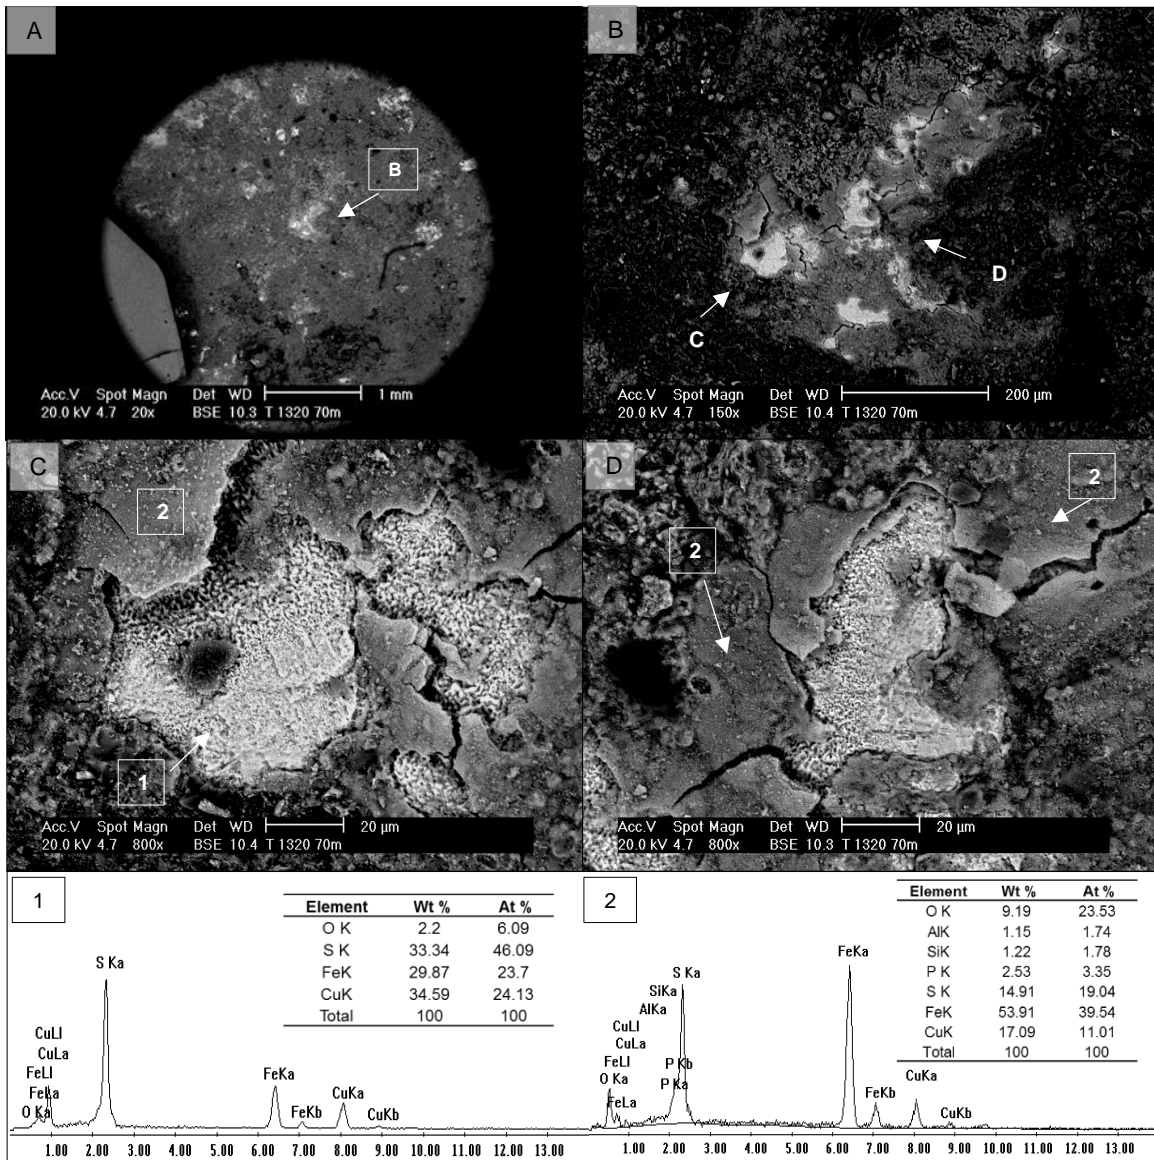 A
B
Acc.V Spot Magn Det WD 1 mm
20.0 kV 4.7 20x BSE 10.3 T 1320 70m
B
C
D
Acc.V Spot Magn Det WD 200 µm
20.0 kV 4.7 150x BSE 10.4 T 1320 70m
C
2
1
Acc.V Spot Magn Det WD 20 µm
20.0 kV 4.7 800x BSE 10.4 T 1320 70m
D
2
2
Acc.V Spot Magn Det WD 20 µm
20.0 kV 4.7 800x BSE 10.3 T 1320 70m
1
Element Wt % At %
O K 2.2 6.09
S K 33.34 46.09
FeK 29.87 23.7
CuK 34.59 24.13
Total 100 100
S Ka
CuLl
CuLa
FeLl
FeLa
O Ka
FeKa
FeKb
CuKa
CuKb
1.00 2.00 3.00 4.00 5.00 6.00 7.00 8.00 9.00 10.00 11.00 12.00 13.00
2
Element Wt % At %
O K 9.19 23.53
AlK 1.15 1.74
SiK 1.22 1.78
P K 2.53 3.35
S K 14.91 19.04
FeK 53.91 39.54
CuK 17.09 11.01
Total 100 100
S Ka
SiKa
AlKa
CuLl
CuLa
FeLl
P Kb
O Ka
P Ka
FeLa
FeKa
FeKb
CuKa
CuKb
1.00 2.00 3.00 4.00 5.00 6.00 7.00 8.00 9.00 10.00 11.00 12.00 13.00